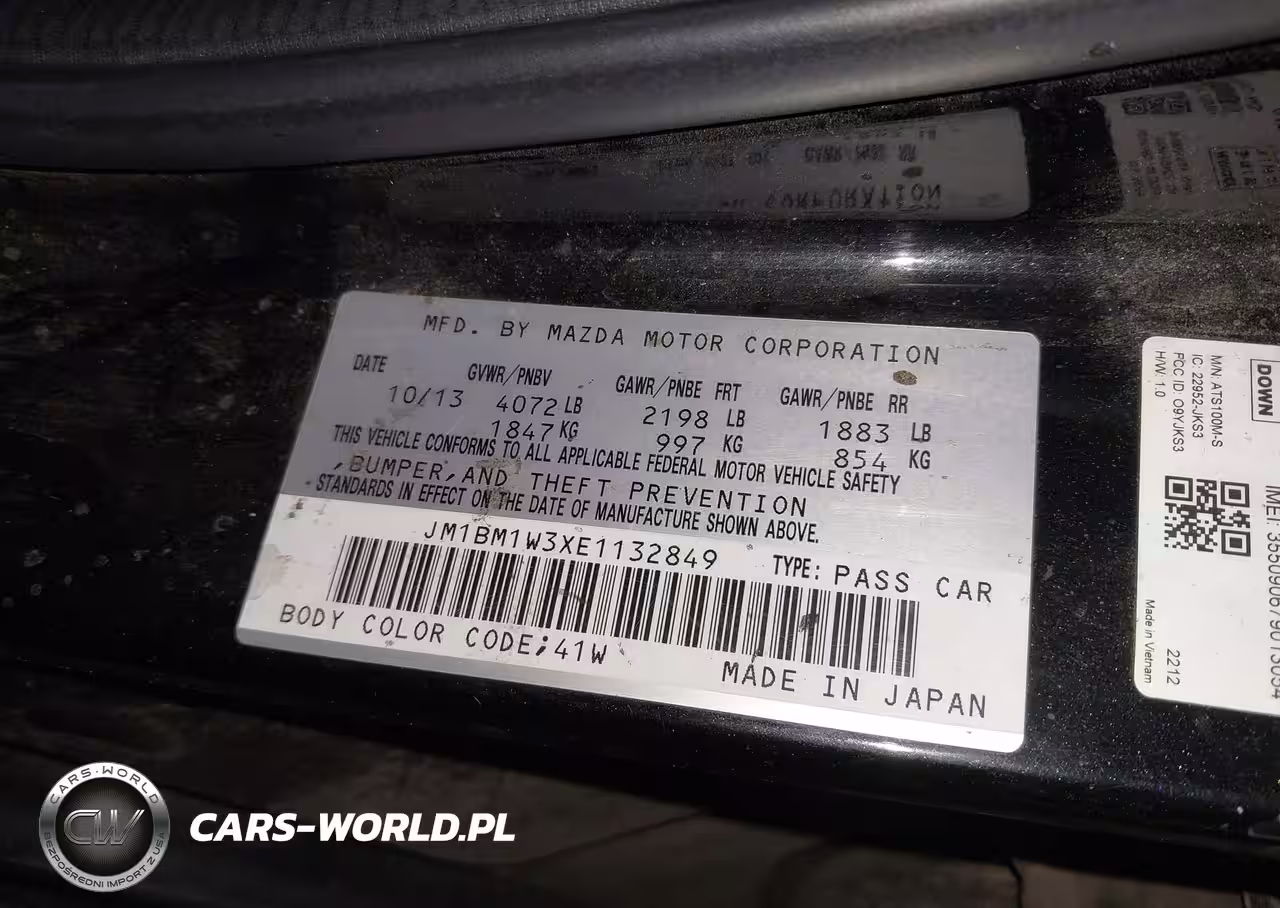 MFD. BY MAZDA MOTOR CORPORATION
DATE GVWR/PNBV GAWR/PNBE FRT GAWR/PNBE RR
10/13 4072 LB 2198 LB 1883 LB
1847 KG 997 KG 854 KG
THIS VEHICLE CONFORMS TO ALL APPLICABLE FEDERAL MOTOR VEHICLE SAFETY
,BUMPER,AND THEFT PREVENTION
STANDARDS IN EFFECT ON THE DATE OF MANUFACTURE SHOWN ABOVE.
JM1BM1W3XE1132849 TYPE: PASS CAR
BODY COLOR CODE;41W
MADE IN JAPAN
DOWN
M/N: ATS100M-S
IC: 22952-JKS3
FCC ID: O9YJKS3
H/W: 1.0
Made in Vietnam
2212
CARS-WORLD
CW
BEZPOŚREDNI IMPORT Z USA
CARS-WORLD.PL